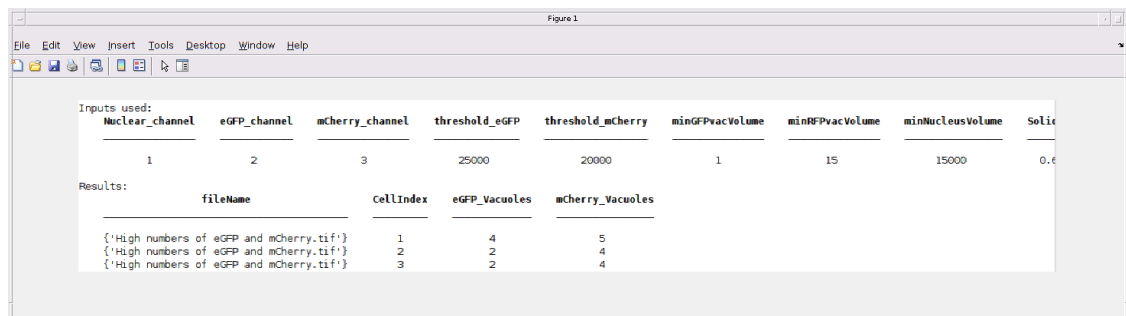 Figure 1
File Edit View Insert Tools Desktop Window Help
Inputs used:
Nuclear_channel eGFP_channel mCherry_channel threshold_eGFP threshold_mCherry minGFPvacVolume minRFPvacVolume minNucleusVolume Solid
1 2 3 25000 20000 1 15 15000 0.6
Results:
fileName CellIndex eGFP_Vacuoles mCherry_Vacuoles
{'High numbers of eGFP and mCherry.tif'} 1 4 5
{'High numbers of eGFP and mCherry.tif'} 2 2 4
{'High numbers of eGFP and mCherry.tif'} 3 2 4